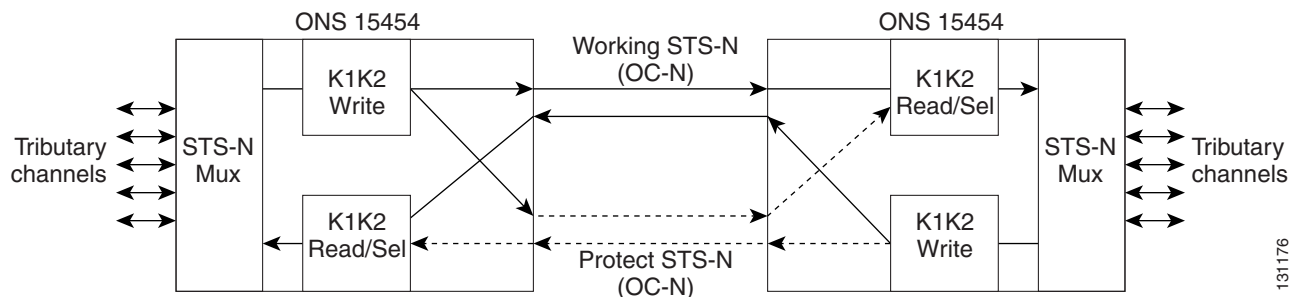 ONS 15454
ONS 15454
Working STS-N
(OC-N)
K1K2
Write
K1K2
Read/Sel
Tributary
channels
STS-N
Mux
STS-N
Mux
Tributary
channels
K1K2
Read/Sel
K1K2
Write
Protect STS-N
(OC-N)
131176